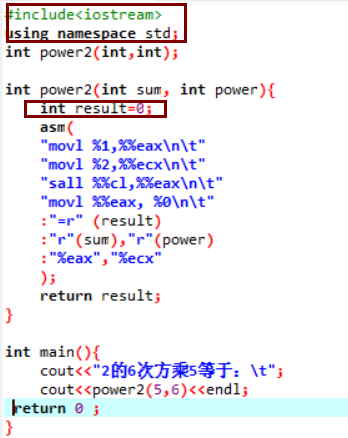 #include<iostream>
using namespace std;
int power2(int,int);
int power2(int sum, int power){
int result=0;
asm(
"movl %1,%%eax\n\t"
"movl %2,%%ecx\n\t"
"sall %%cl,%%eax\n\t"
"movl %%eax, %0\n\t"
:"=r" (result)
:"r"(sum),"r"(power)
:"%eax","%ecx"
);
return result;
}
int main(){
cout<<"2的6次方乘5等于：\t";
cout<<power2(5,6)<<endl;
return 0 ;
}